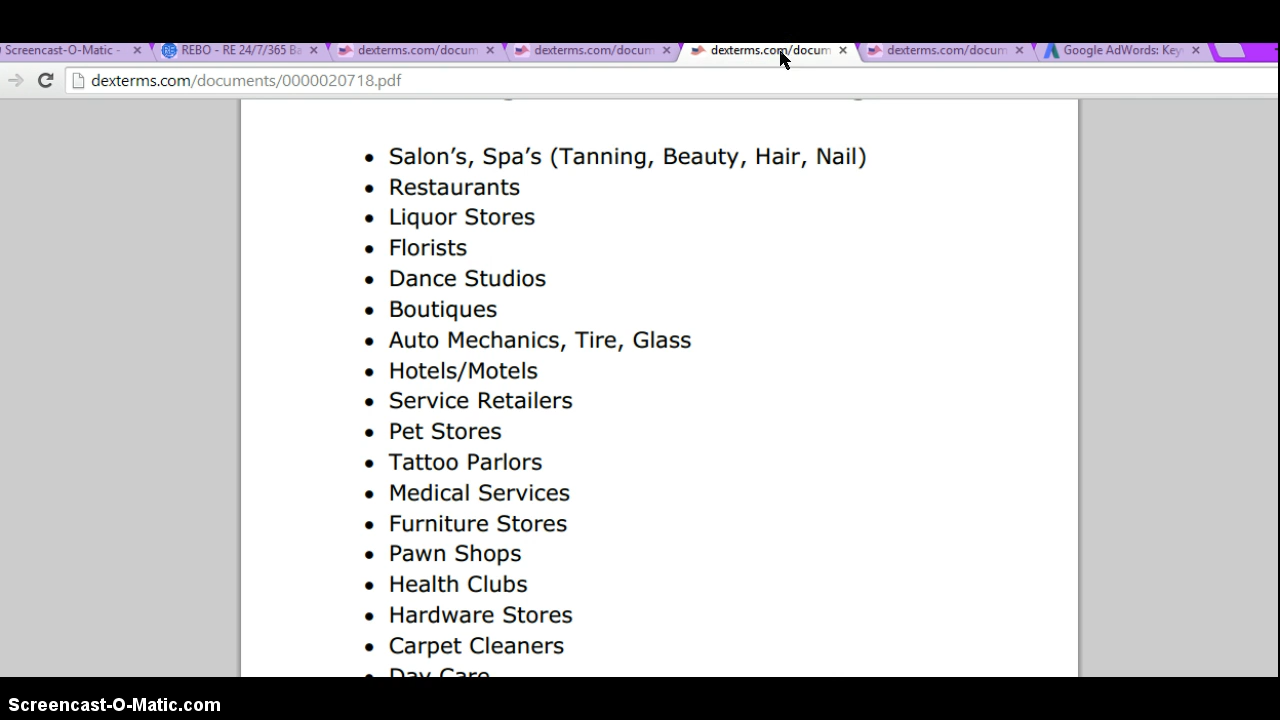 Screencast-O-Matic -
REBO - RE 24/7/365 Ba
dexterms.com/docum
dexterms.com/docum
dexterms.com/docum
dexterms.com/docum
Google AdWords: Key
dexterms.com/documents/0000020718.pdf
• Salon’s, Spa’s (Tanning, Beauty, Hair, Nail)
• Restaurants
• Liquor Stores
• Florists
• Dance Studios
• Boutiques
• Auto Mechanics, Tire, Glass
• Hotels/Motels
• Service Retailers
• Pet Stores
• Tattoo Parlors
• Medical Services
• Furniture Stores
• Pawn Shops
• Health Clubs
• Hardware Stores
• Carpet Cleaners
• Day Care
Screencast-O-Matic.com